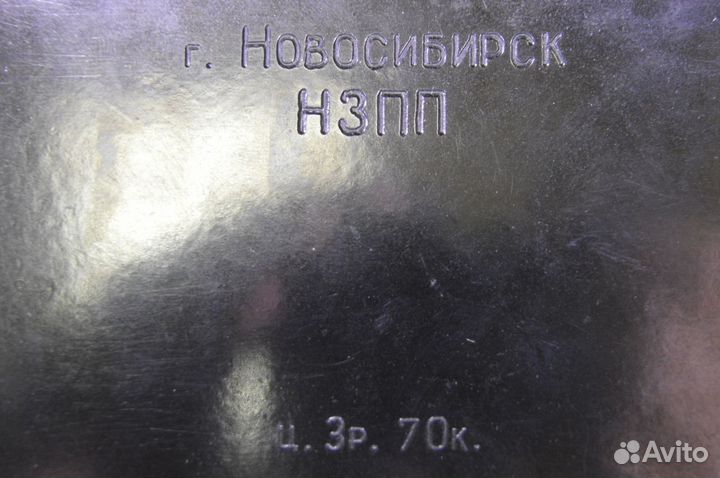 г. Новосибирск
НЗПП
ц. 3р. 70к.
Avito